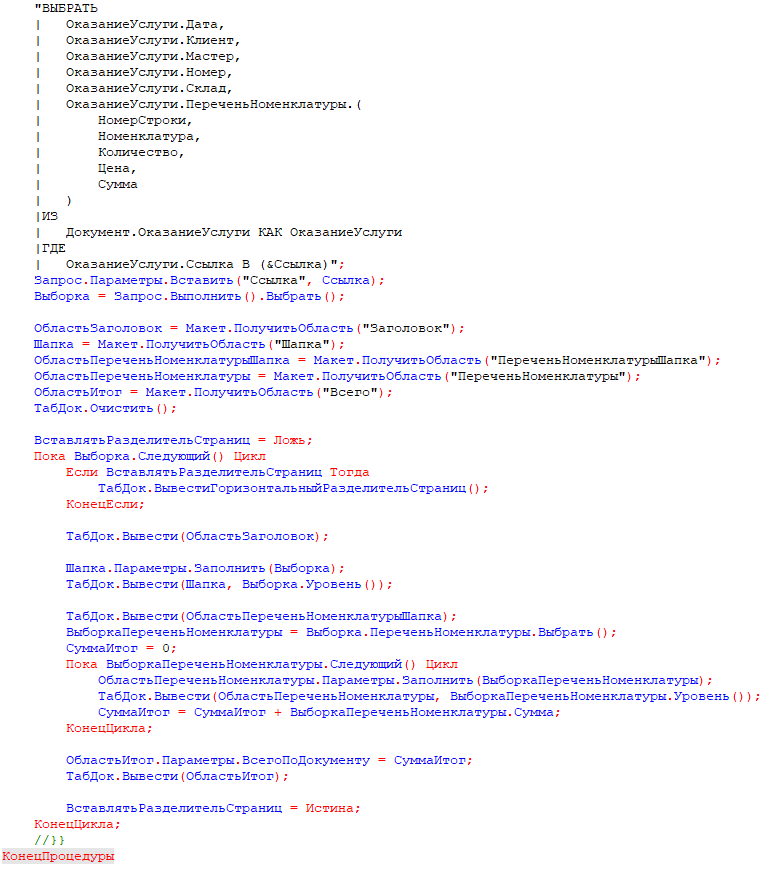 "ВЫБРАТЬ
|   ОказаниеУслуги.Дата,
|   ОказаниеУслуги.Клиент,
|   ОказаниеУслуги.Мастер,
|   ОказаниеУслуги.Номер,
|   ОказаниеУслуги.Склад,
|   ОказаниеУслуги.ПереченьНоменклатуры.(
|       НомерСтроки,
|       Номенклатура,
|       Количество,
|       Цена,
|       Сумма
|   )
|ИЗ
|   Документ.ОказаниеУслуги КАК ОказаниеУслуги
|ГДЕ
|   ОказаниеУслуги.Ссылка В (&Ссылка)";
Запрос.Параметры.Вставить("Ссылка", Ссылка);
Выборка = Запрос.Выполнить().Выбрать();
ОбластьЗаголовок = Макет.ПолучитьОбласть("Заголовок");
Шапка = Макет.ПолучитьОбласть("Шапка");
ОбластьПереченьНоменклатурыШапка = Макет.ПолучитьОбласть("ПереченьНоменклатурыШапка");
ОбластьПереченьНоменклатуры = Макет.ПолучитьОбласть("ПереченьНоменклатуры");
ОбластьИтог = Макет.ПолучитьОбласть("Всего");
ТабДок.Очистить();
ВставлятьРазделительСтраниц = Ложь;
Пока Выборка.Следующий() Цикл
Если ВставлятьРазделительСтраниц Тогда
ТабДок.ВывестиГоризонтальныйРазделительСтраниц();
КонецЕсли;
ТабДок.Вывести(ОбластьЗаголовок);
Шапка.Параметры.Заполнить(Выборка);
ТабДок.Вывести(Шапка, Выборка.Уровень());
ТабДок.Вывести(ОбластьПереченьНоменклатурыШапка);
ВыборкаПереченьНоменклатуры = Выборка.ПереченьНоменклатуры.Выбрать();
СуммаИтог = 0;
Пока ВыборкаПереченьНоменклатуры.Следующий() Цикл
ОбластьПереченьНоменклатуры.Параметры.Заполнить(ВыборкаПереченьНоменклатуры);
ТабДок.Вывести(ОбластьПереченьНоменклатуры, ВыборкаПереченьНоменклатуры.Уровень());
СуммаИтог = СуммаИтог + ВыборкаПереченьНоменклатуры.Сумма;
КонецЦикла;
ОбластьИтог.Параметры.ВсегоПоДокументу = СуммаИтог;
ТабДок.Вывести(ОбластьИтог);
ВставлятьРазделительСтраниц = Истина;
КонецЦикла;
//}}
КонецПроцедуры